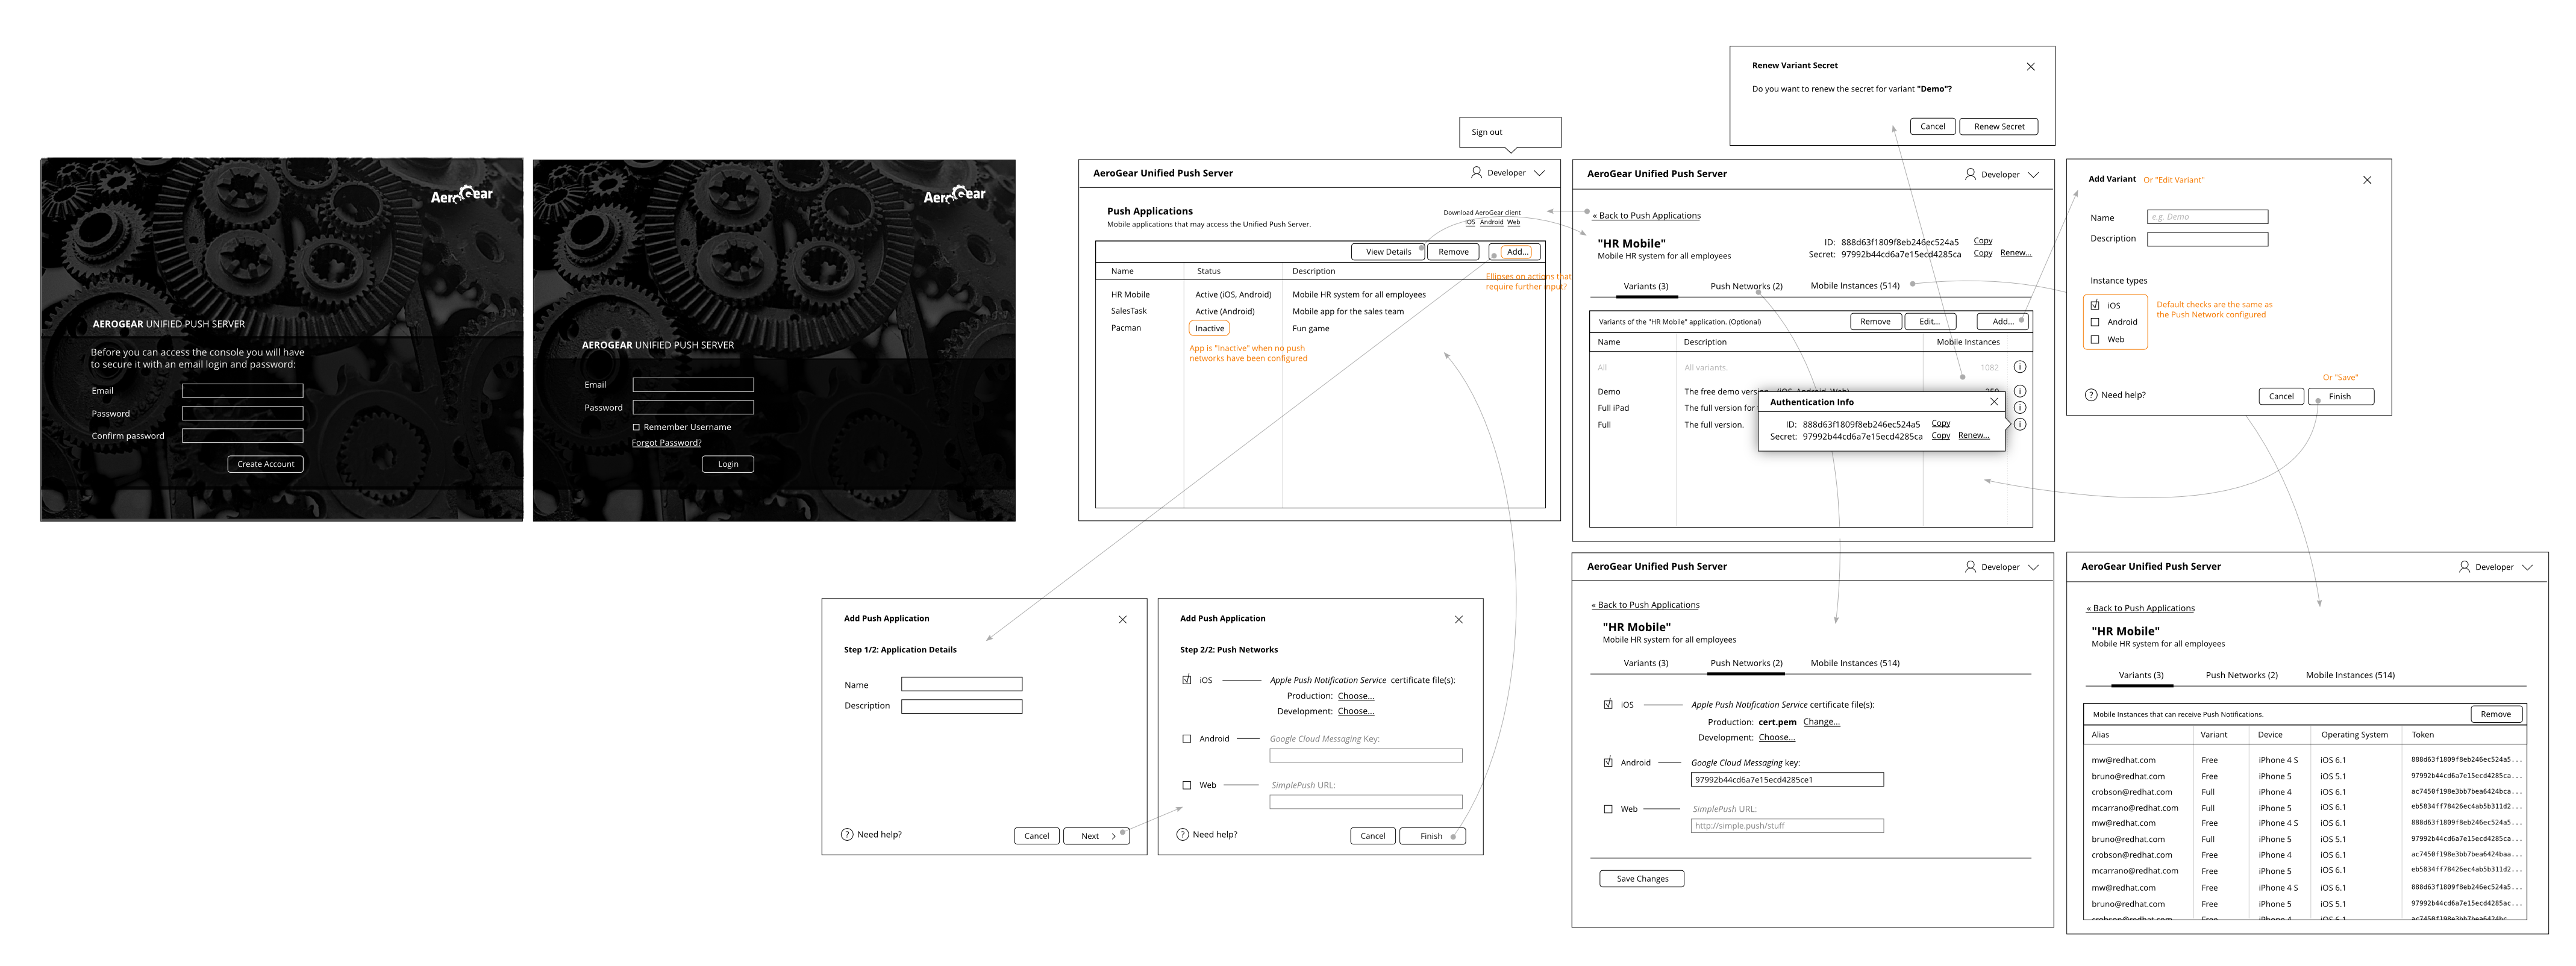 AeroGear
AEROGEAR UNIFIED PUSH SERVER
Before you can access the console you will have
to secure it with an email login and password:
Email
Password
Confirm password
Create Account
AeroGear
AEROGEAR UNIFIED PUSH SERVER
Email
Password
Remember Username
Forgot Password?
Login
Sign out
AeroGear Unified Push Server
Developer
Push Applications
Mobile applications that may access the Unified Push Server.
Download AeroGear client
iOS Android Web
View Details Remove Add...
Ellipses on actions that
require further input?
Name Status Description
HR Mobile Active (iOS, Android) Mobile HR system for all employees
SalesTask Active (Android) Mobile app for the sales team
Pacman Inactive Fun game
App is "Inactive" when no push
networks have been configured
Renew Variant Secret
Do you want to renew the secret for variant "Demo"?
Cancel Renew Secret
AeroGear Unified Push Server
Developer
« Back to Push Applications
"HR Mobile"
Mobile HR system for all employees
ID: 888d63f1809f8eb246ec524a5 Copy
Secret: 97992b44cd6a7e15ecd4285ca Copy Renew...
Variants (3) Push Networks (2) Mobile Instances (514)
Variants of the "HR Mobile" application. (Optional) Remove Edit... Add...
Name Description Mobile Instances
All All variants. 1082
Demo The free demo version (iOS, Android, Web) 250
Full iPad The full version for
Full The full version.
Authentication Info
ID: 888d63f1809f8eb246ec524a5 Copy
Secret: 97992b44cd6a7e15ecd4285ca Copy Renew...
Add Variant Or "Edit Variant"
Name e.g. Demo
Description
Instance types
iOS
Android
Web
Default checks are the same as
the Push Network configured
Or "Save"
? Need help? Cancel Finish
Add Push Application
Step 1/2: Application Details
Name
Description
? Need help? Cancel Next
Add Push Application
Step 2/2: Push Networks
iOS Apple Push Notification Service certificate file(s):
Production: Choose...
Development: Choose...
Android Google Cloud Messaging Key:
Web SimplePush URL:
? Need help? Cancel Finish
AeroGear Unified Push Server
Developer
« Back to Push Applications
"HR Mobile"
Mobile HR system for all employees
Variants (3) Push Networks (2) Mobile Instances (514)
iOS Apple Push Notification Service certificate file(s):
Production: cert.pem Change...
Development: Choose...
Android Google Cloud Messaging key:
97992b44cd6a7e15ecd4285ce1
Web SimplePush URL:
http://simple.push/stuff
Save Changes
AeroGear Unified Push Server
Developer
« Back to Push Applications
"HR Mobile"
Mobile HR system for all employees
Variants (3) Push Networks (2) Mobile Instances (514)
Mobile Instances that can receive Push Notifications. Remove
Alias Variant Device Operating System Token
mw@redhat.com Free iPhone 4 S iOS 6.1 888d63f1809f8eb246ec524a5...
bruno@redhat.com Free iPhone 5 iOS 5.1 97992b44cd6a7e15ecd4285ca...
crobson@redhat.com Full iPhone 4 iOS 6.1 ac7450f198e3bb7bea6424bca...
mcarrano@redhat.com Full iPhone 5 iOS 6.1 eb5834ff78426ec4ab5b311d2...
mw@redhat.com Free iPhone 4 S iOS 6.1 888d63f1809f8eb246ec524a5...
bruno@redhat.com Full iPhone 5 iOS 5.1 97992b44cd6a7e15ecd4285ca...
crobson@redhat.com Free iPhone 4 iOS 6.1 ac7450f198e3bb7bea6424baa...
mcarrano@redhat.com Free iPhone 5 iOS 6.1 eb5834ff78426ec4ab5b311d2...
mw@redhat.com Free iPhone 4 S iOS 6.1 888d63f1809f8eb246ec524a5...
bruno@redhat.com Free iPhone 5 iOS 5.1 97992b44cd6a7e15ecd4285ac...
crobson@redhat.com Free iPhone 4 iOS 6.1 ac7450f198e3bb7bea6424bc